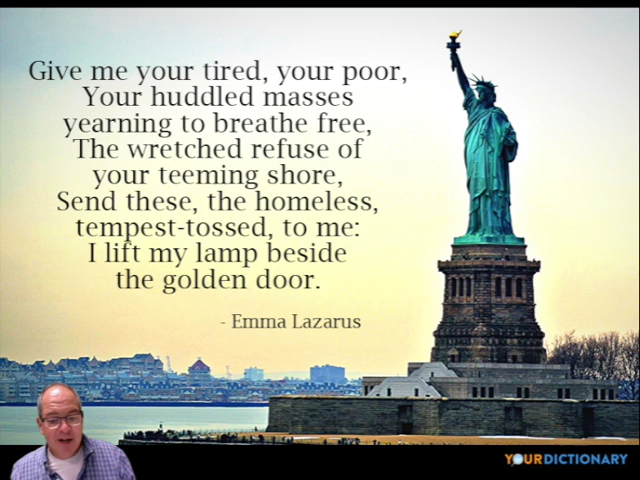 Give me your tired, your poor,
Your huddled masses
yearning to breathe free,
The wretched refuse of
your teeming shore,
Send these, the homeless,
tempest-tossed, to me:
I lift my lamp beside
the golden door.
- Emma Lazarus
YOURDICTIONARY